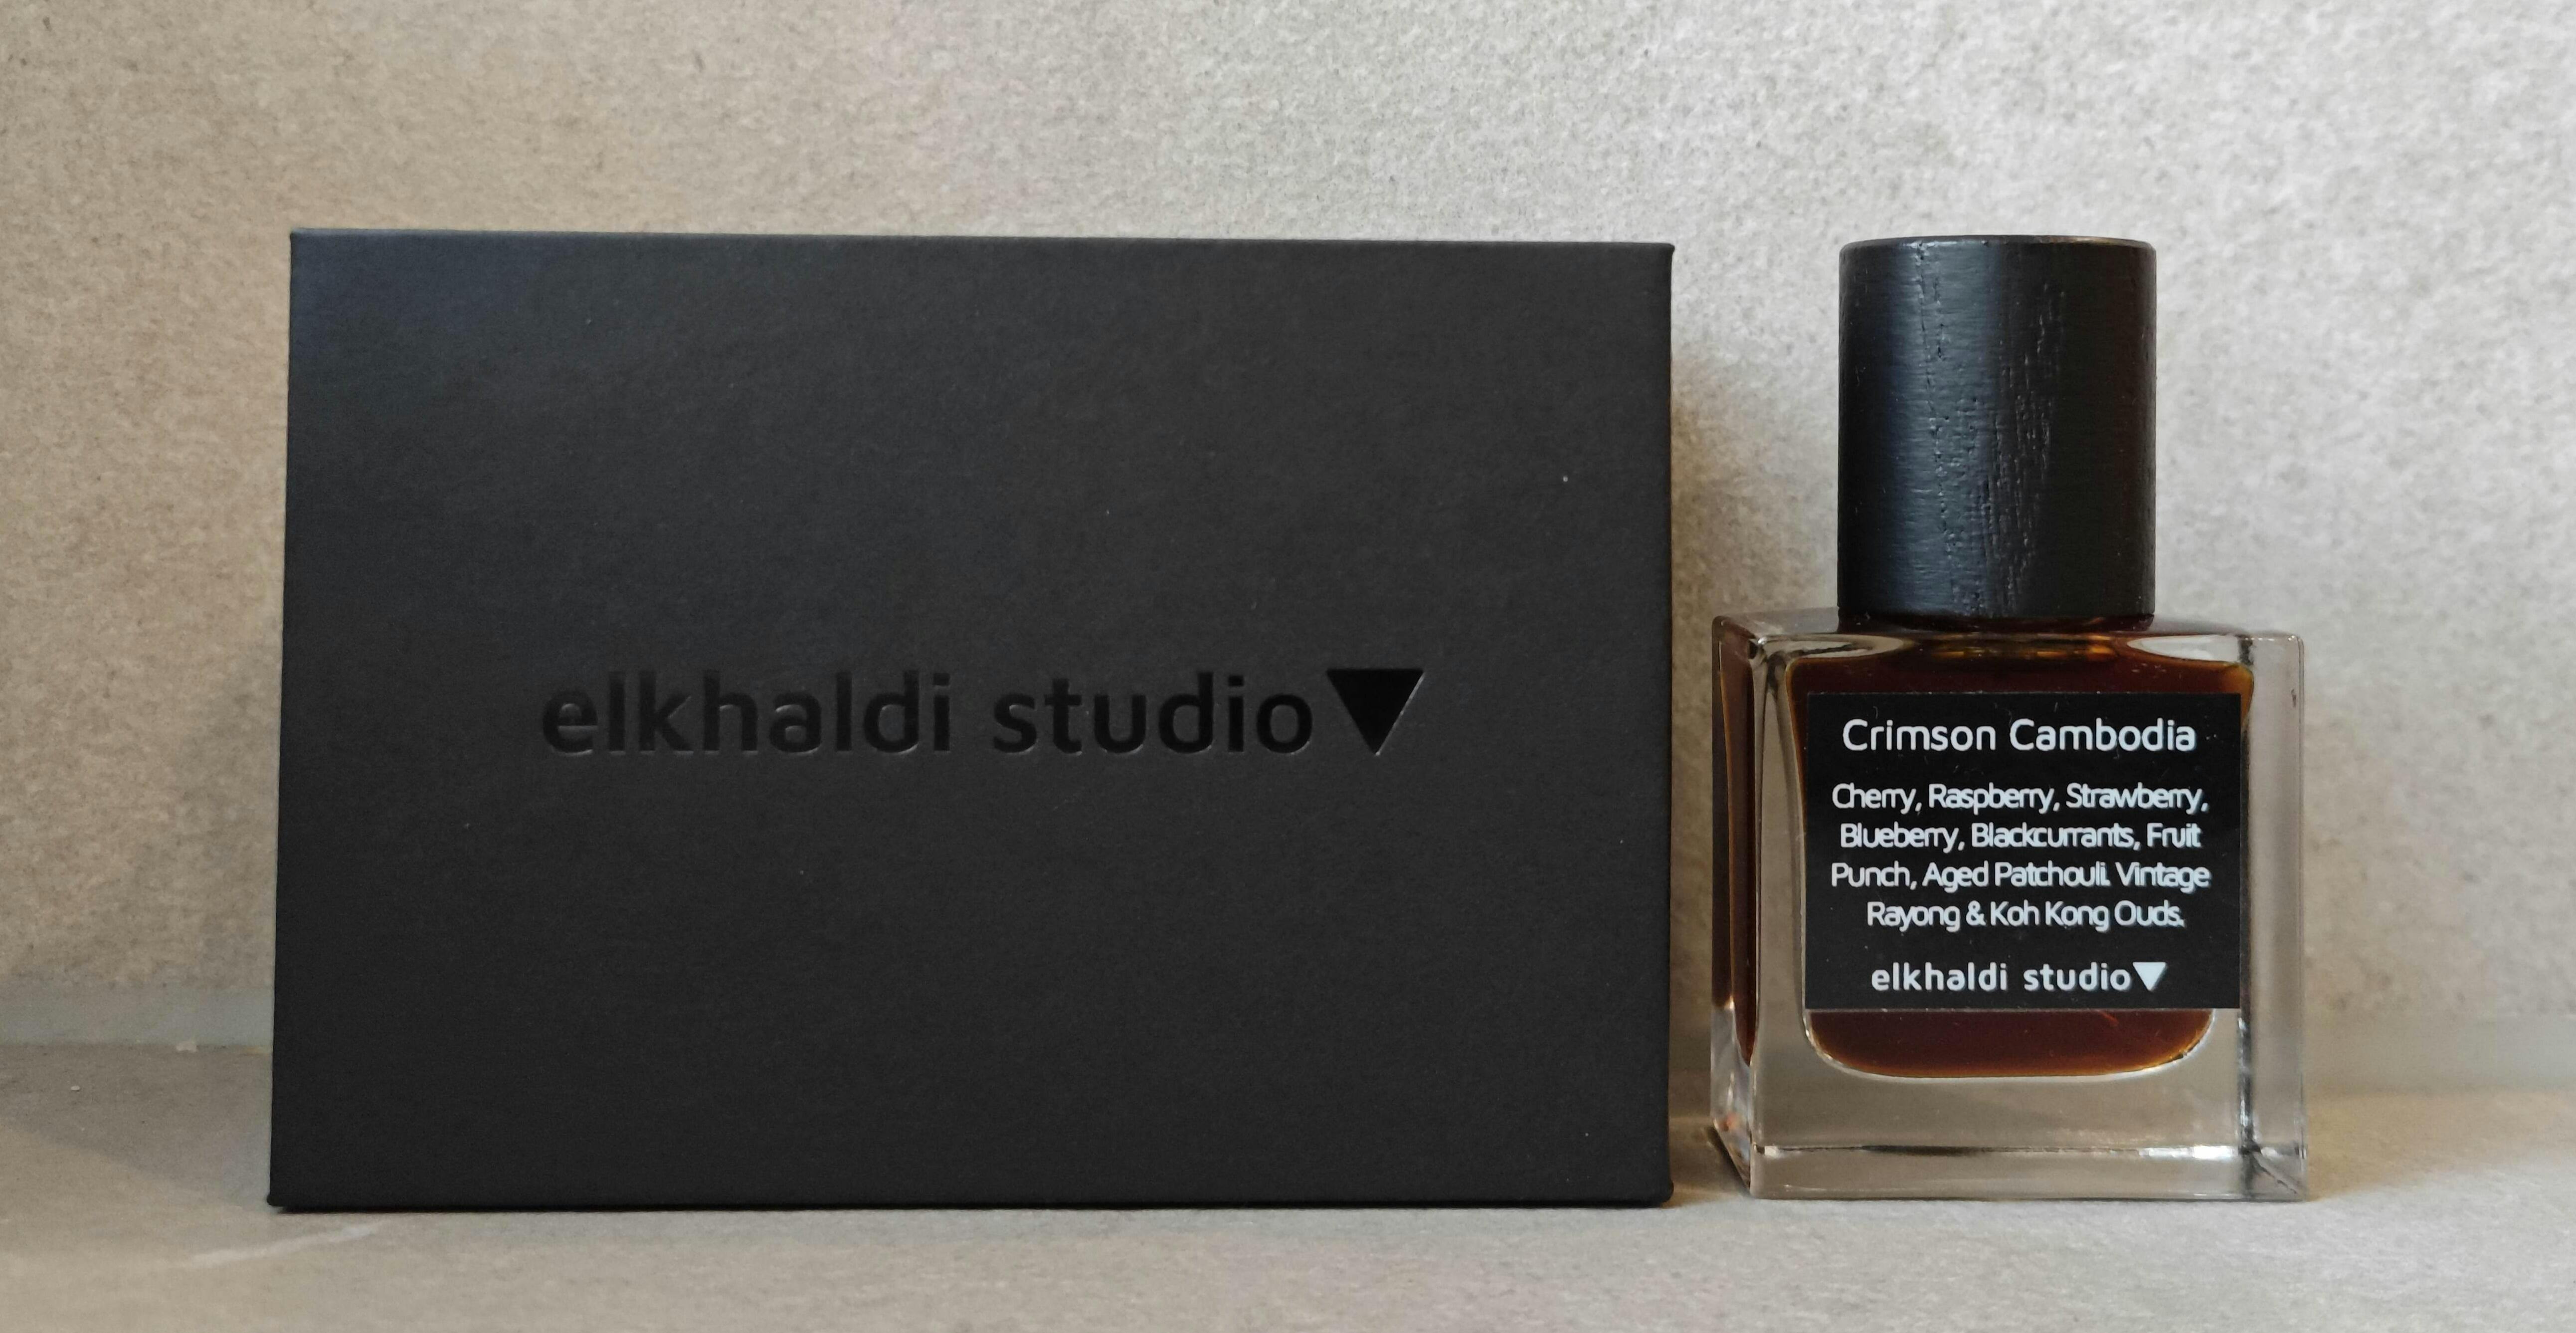 elkhaldi studio
Crimson Cambodia
Cherry, Raspberry, Strawberry,
Blueberry, Blackcurrants, Fruit
Punch, Aged Patchouli. Vintage
Rayong & Koh Kong Ouds.
elkhaldi studio